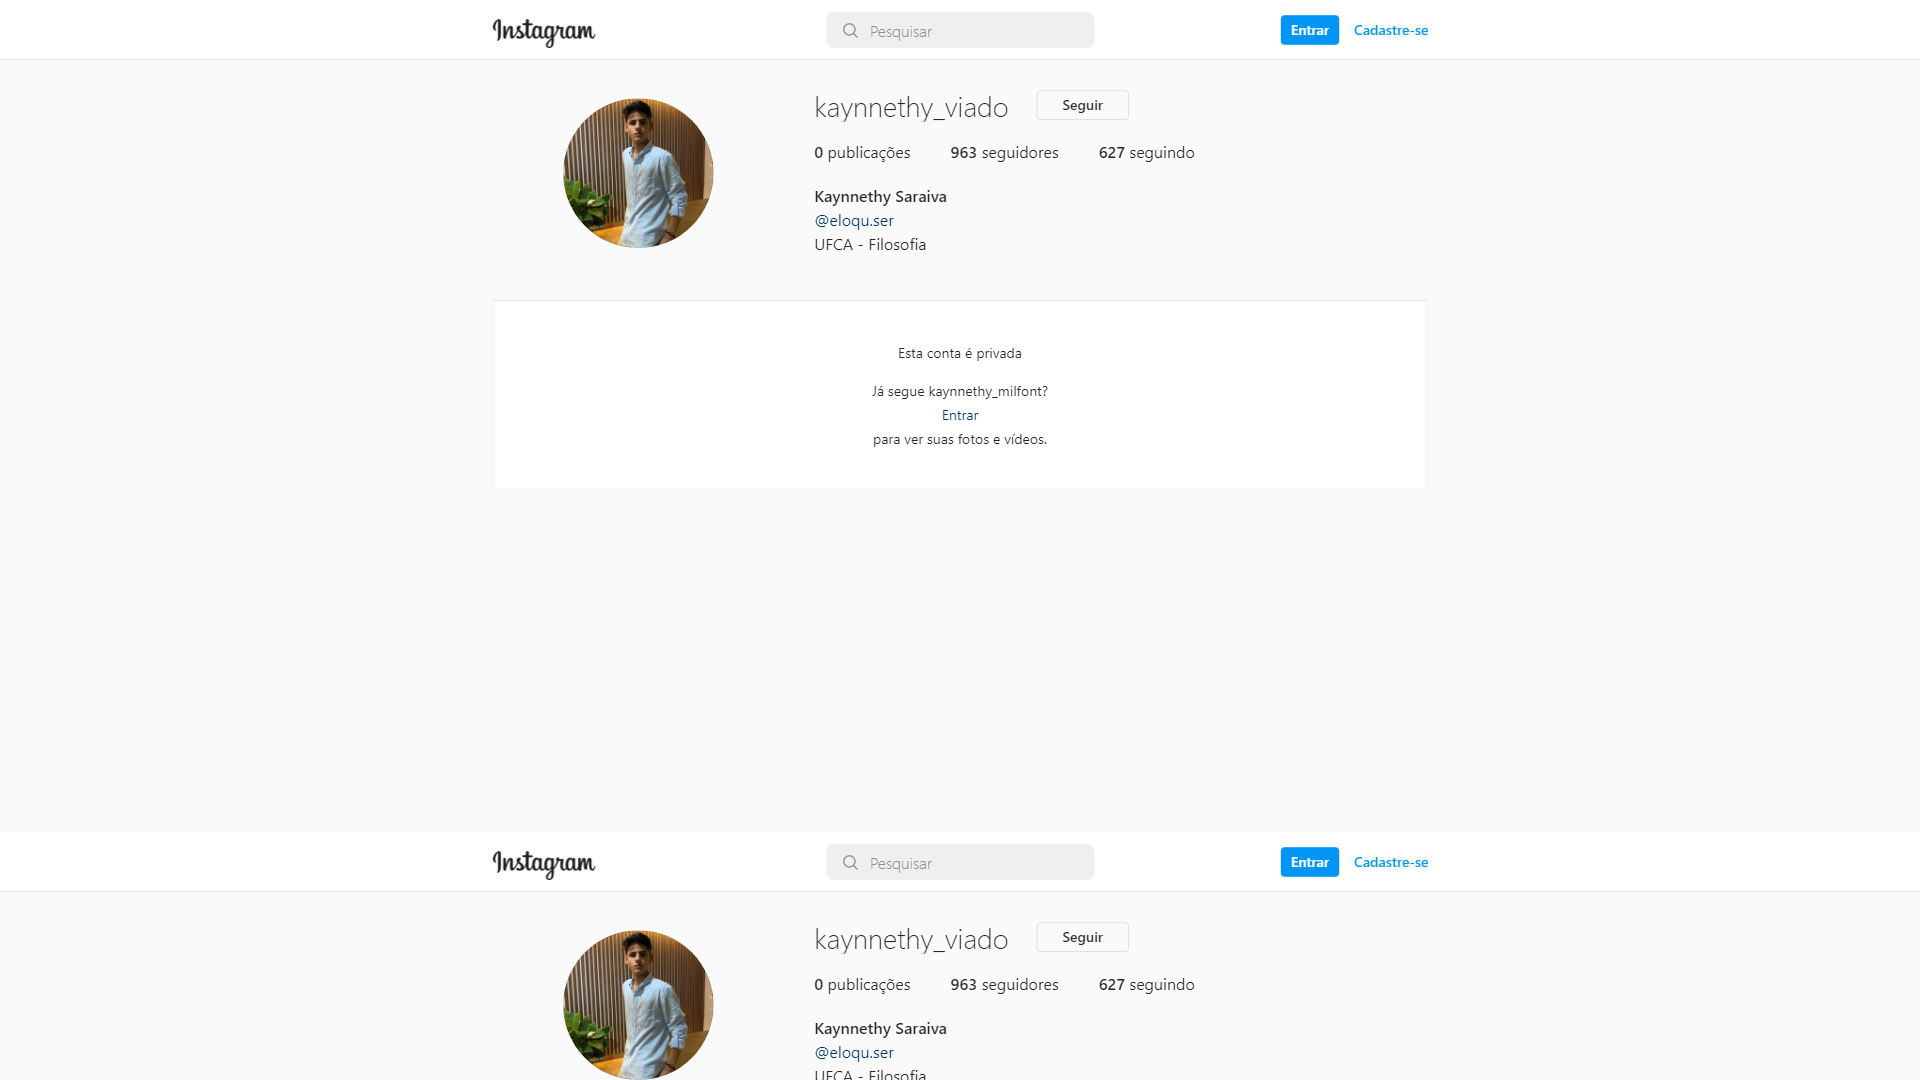 Instagram
Pesquisar
Entrar
Cadastre-se
kaynnethy_viado
Seguir
0 publicações 963 seguidores 627 seguindo
Kaynnethy Saraiva
@eloqu.ser
UFCA - Filosofia
Esta conta é privada
Já segue kaynnethy_milfont?
Entrar
para ver suas fotos e vídeos.
Instagram
Pesquisar
Entrar
Cadastre-se
kaynnethy_viado
Seguir
0 publicações 963 seguidores 627 seguindo
Kaynnethy Saraiva
@eloqu.ser
UFCA - Filosofia